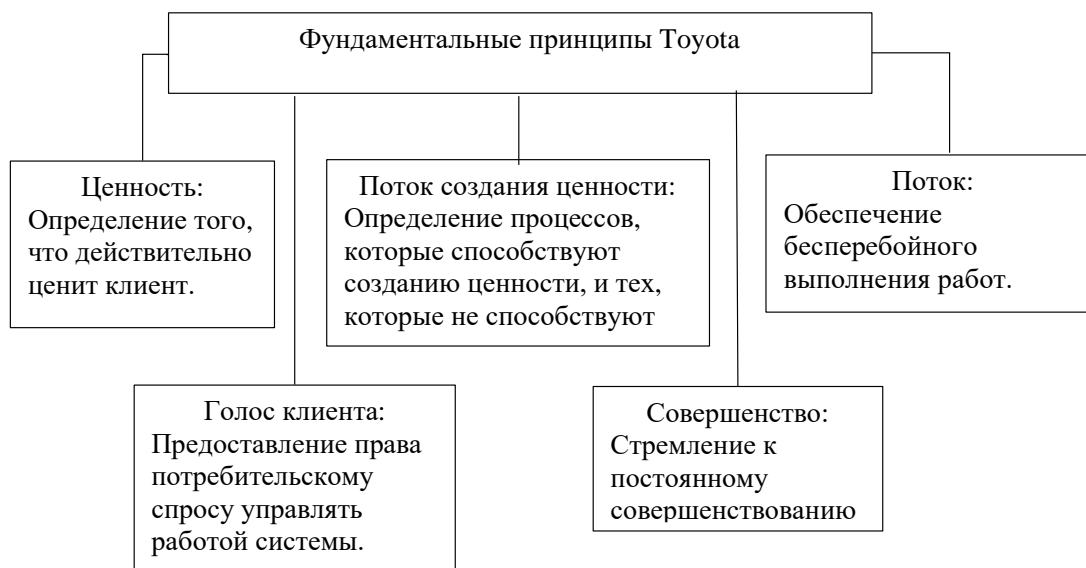 Фундаментальные принципы Toyota
Ценность:
Определение того,
что действительно
ценит клиент.
Поток создания ценности:
Определение процессов,
которые способствуют
созданию ценности, и тех,
которые не способствуют
Поток:
Обеспечение
бесперебойного
выполнения работ.
Голос клиента:
Предоставление права
потребительскому
спросу управлять
работой системы.
Совершенство:
Стремление к
постоянному
совершенствованию